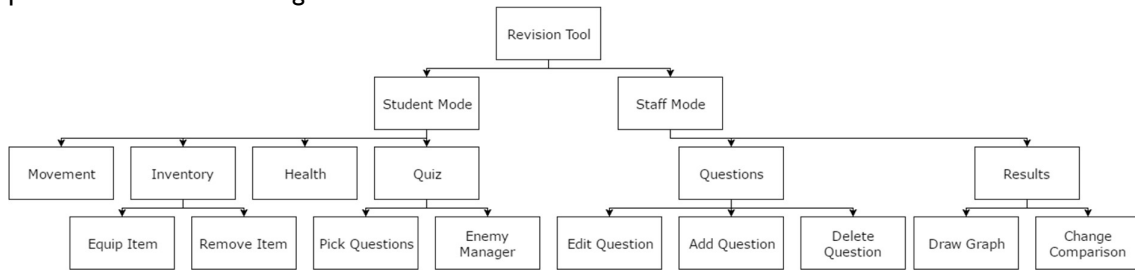 Revision Tool
Student Mode
Staff Mode
Movement
Inventory
Health
Quiz
Questions
Results
Equip Item
Remove Item
Pick Questions
Enemy
Manager
Edit Question
Add Question
Delete
Question
Draw Graph
Change
Comparison